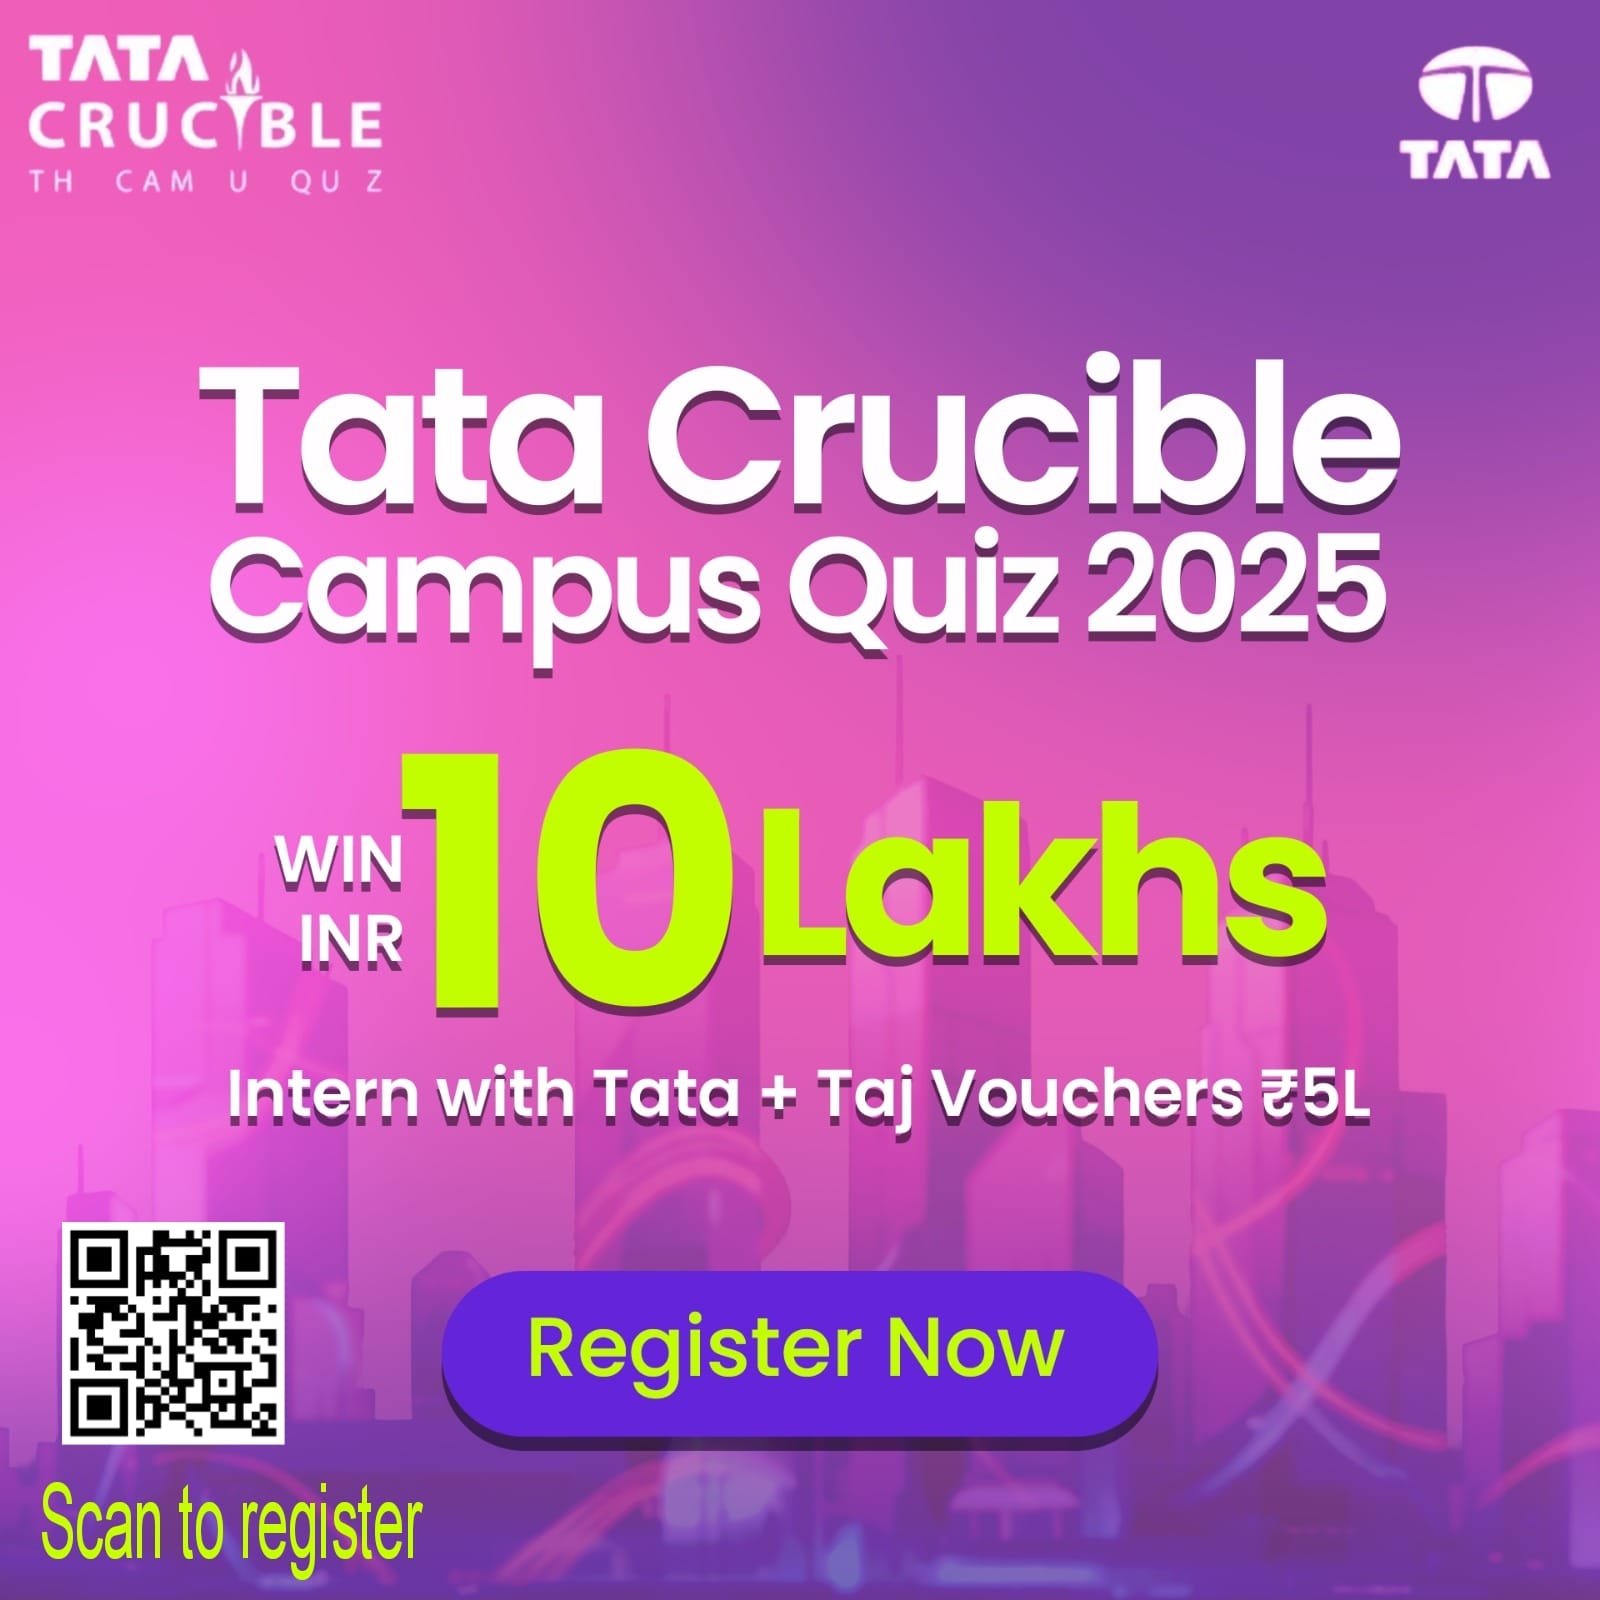 TATA
CRUCIBLE
TH CAM U QU Z
TATA
Tata Crucible
Campus Quiz 2025
WIN
INR
10 Lakhs
Intern with Tata + Taj Vouchers ₹5L
Register Now
Scan to register